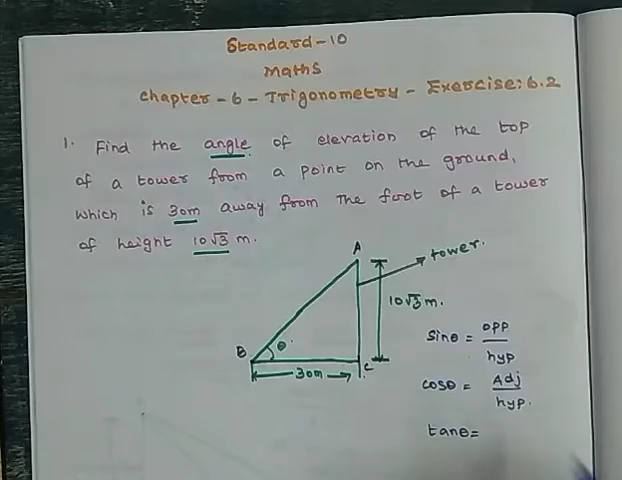 Standard-10
Maths
Chapter-6-Trigonometry-Exercise:6.2
1. Find the angle of elevation of the top
of a tower from a point on the ground,
which is 30m away from the foot of a tower
of height 10√3 m.
A
tower.
10√3 m.
B
θ
C
30m
Sinθ = opp/hyp
cosθ = Adj/hyp.
tanθ=